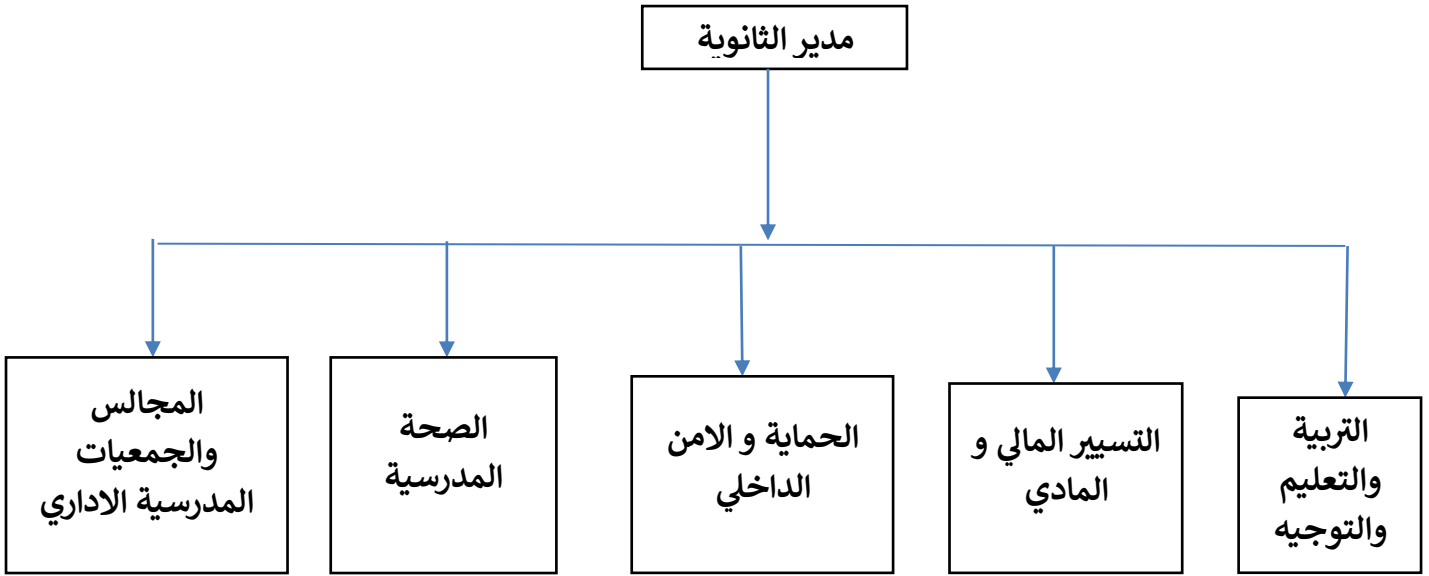 مدير الثانوية
التربية
والتعليم
والتوجيه
التسيير المالي و
المادي
الحماية و الامن
الداخلي
الصحة
المدرسية
المجالس
والجمعيات
المدرسية الاداري